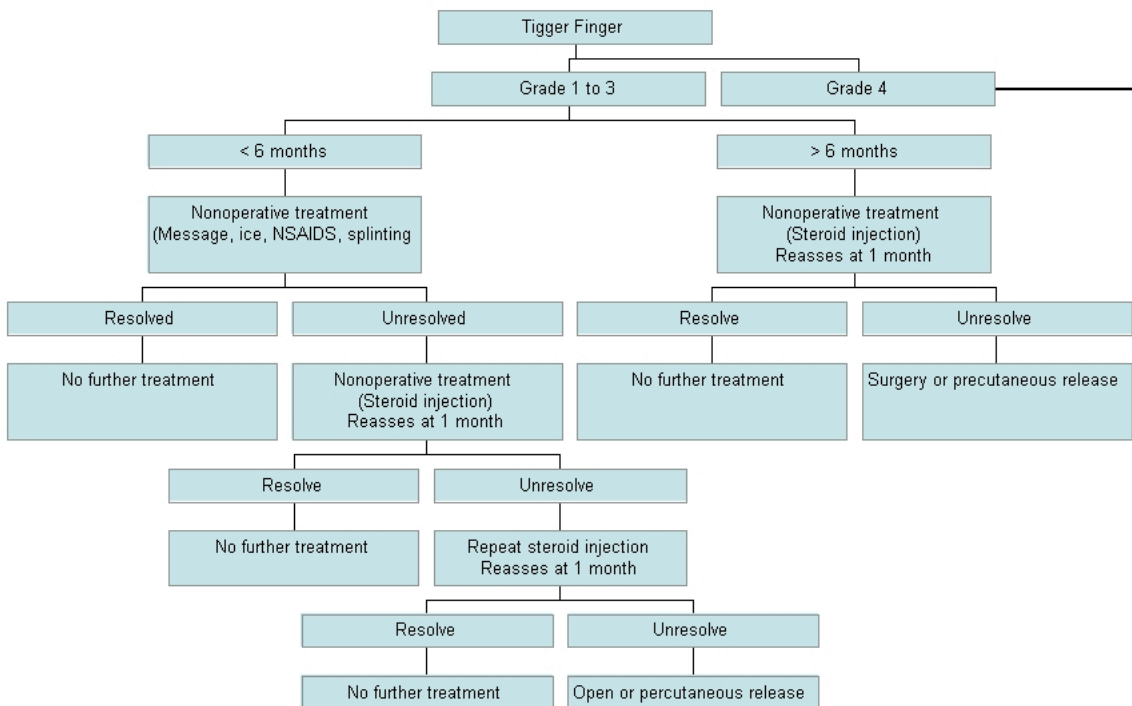 Tigger Finger
Grade 1 to 3
Grade 4
< 6 months
> 6 months
Nonoperative treatment
(Message, ice, NSAIDS, splinting
Nonoperative treatment
(Steroid injection)
Reasses at 1 month
Resolved
Unresolved
Resolve
Unresolve
No further treatment
Nonoperative treatment
(Steroid injection)
Reasses at 1 month
No further treatment
Surgery or precutaneous release
Resolve
Unresolve
No further treatment
Repeat steroid injection
Reasses at 1 month
Resolve
Unresolve
No further treatment
Open or percutaneous release